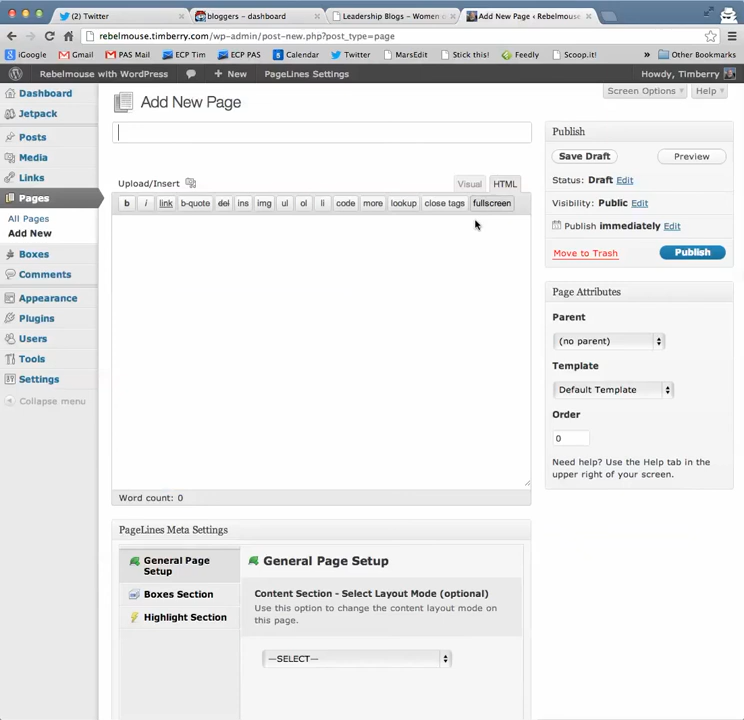 (2) Twitter
bloggers – dashboard
Leadership Blogs – Women o
Add New Page ‹ Rebelmouse
rebelmouse.timberry.com/wp-admin/post-new.php?post_type=page
iGoogle
Gmail
PAS Mail
ECP Tim
ECP PAS
Calendar
Twitter
MarsEdit
Stick this!
Feedly
Scoop.it!
»
Other Bookmarks
Rebelmouse with WordPress
+ New
PageLines Settings
Howdy, Timberry
Screen Options
Help
Dashboard
Jetpack
Posts
Media
Links
Pages
All Pages
Add New
Boxes
Comments
Appearance
Plugins
Users
Tools
Settings
Collapse menu
Add New Page
Upload/Insert
Visual
HTML
b
i
link
b-quote
del
ins
img
ul
ol
li
code
more
lookup
close tags
fullscreen
Word count: 0
PageLines Meta Settings
General Page
Setup
Boxes Section
Highlight Section
General Page Setup
Content Section - Select Layout Mode (optional)
Use this option to change the content layout mode on
this page.
—SELECT—
Publish
Save Draft
Preview
Status: Draft Edit
Visibility: Public Edit
Publish immediately Edit
Move to Trash
Publish
Page Attributes
Parent
(no parent)
Template
Default Template
Order
0
Need help? Use the Help tab in the
upper right of your screen.